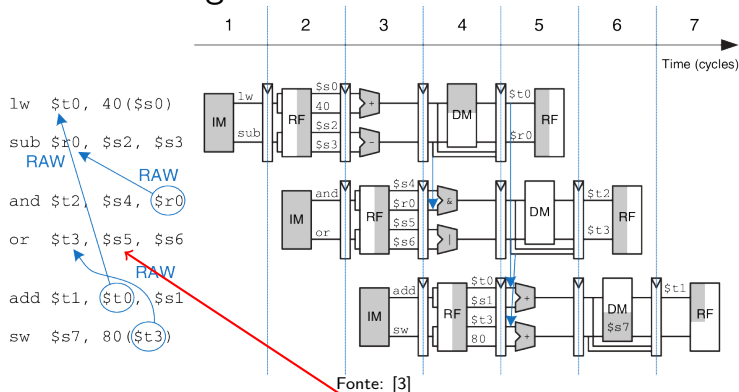 1 2 3 4 5 6 7
Time (cycles)
lw $t0, 40($s0)
sub $r0, $s2, $s3
RAW
RAW
and $t2, $s4, $r0
or $t3, $s5, $s6
RAW
add $t1, $t0, $s1
sw $s7, 80($t3)
IM
lw
sub
RF
$s0
40
$s2
$s3
+
-
DM
$t0
$r0
RF
IM
and
or
RF
$s4
$r0
$s5
$s6
&
|
DM
$t2
$t3
RF
IM
add
sw
RF
$t0
$s1
$t3
80
+
+
DM
$s7
$t1
RF
Fonte: [3]